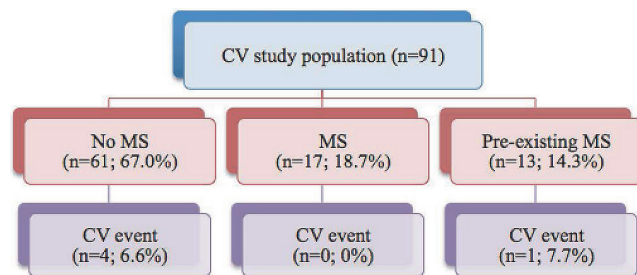 CV study population (n=91)
No MS
(n=61; 67.0%)
MS
(n=17; 18.7%)
Pre-existing MS
(n=13; 14.3%)
CV event
(n=4; 6.6%)
CV event
(n=0; 0%)
CV event
(n=1; 7.7%)